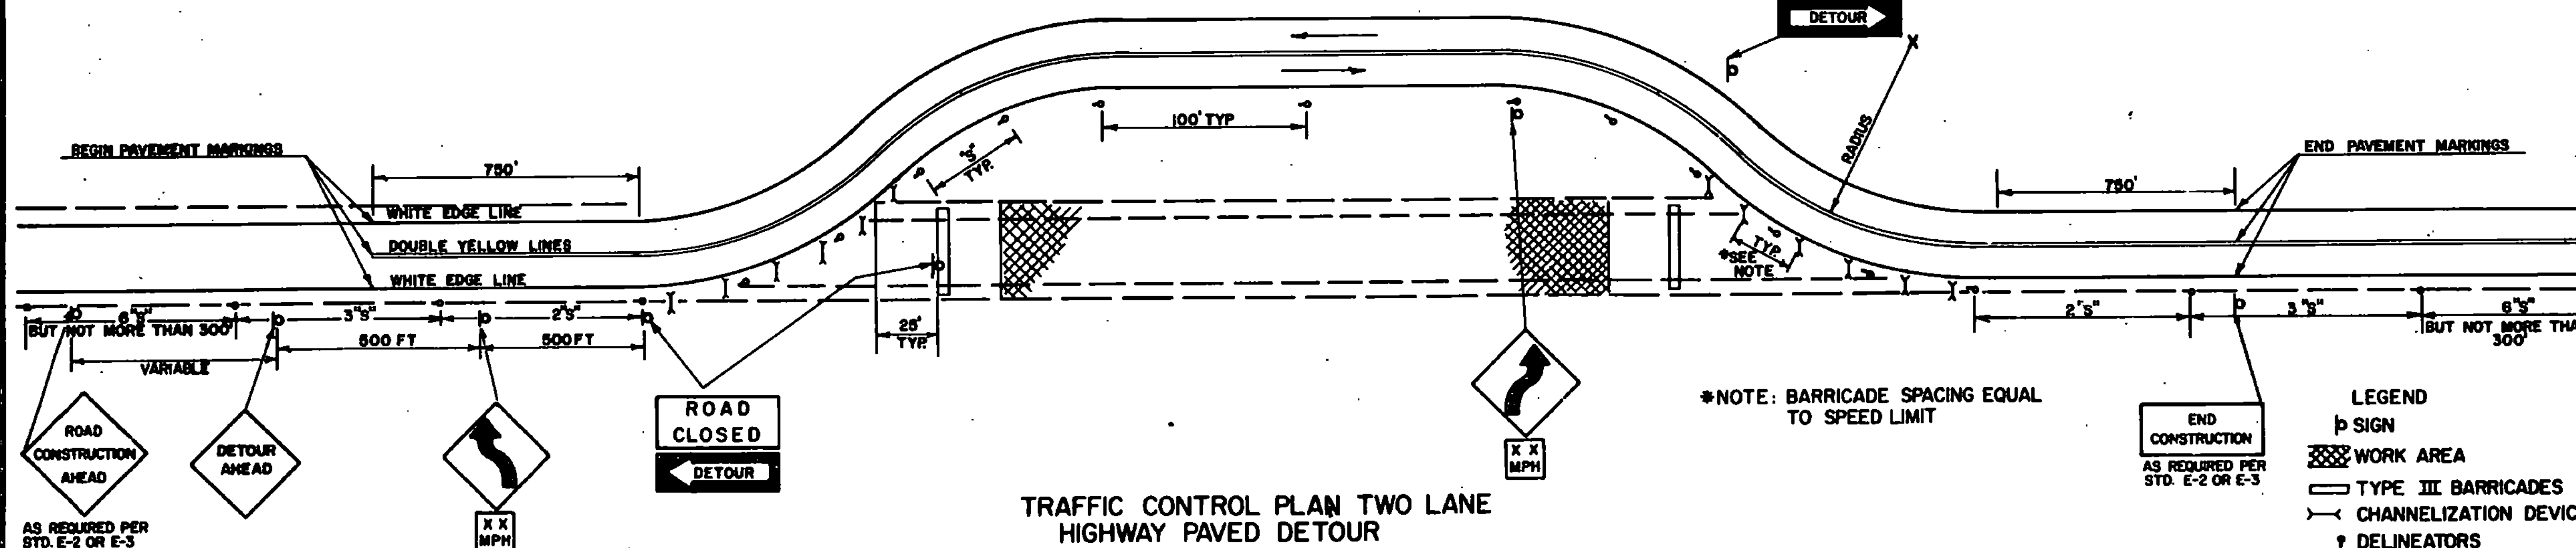 DETOUR
100' TYP
"S"
TYP.
RADIUS
BEGIN PAVEMENT MARKINGS
750'
WHITE EDGE LINE
DOUBLE YELLOW LINES
WHITE EDGE LINE
END PAVEMENT MARKINGS
750'
TYP.
*SEE
NOTE
6"S"
BUT NOT MORE THAN 300'
3"S"
2"S"
500 FT
500 FT
VARIABLE
25'
TYP.
2"S"
3"S"
6"S"
BUT NOT MORE THA
300'
ROAD
CONSTRUCTION
AHEAD
AS REQUIRED PER
STD. E-2 OR E-3
DETOUR
AHEAD
X X
MPH
ROAD
CLOSED
DETOUR
X X
MPH
*NOTE: BARRICADE SPACING EQUAL
TO SPEED LIMIT
END
CONSTRUCTION
AS REQUIRED PER
STD. E-2 OR E-3
LEGEND
SIGN
WORK AREA
TYPE III BARRICADES
CHANNELIZATION DEVIC
DELINEATORS
TRAFFIC CONTROL PLAN TWO LANE
HIGHWAY PAVED DETOUR